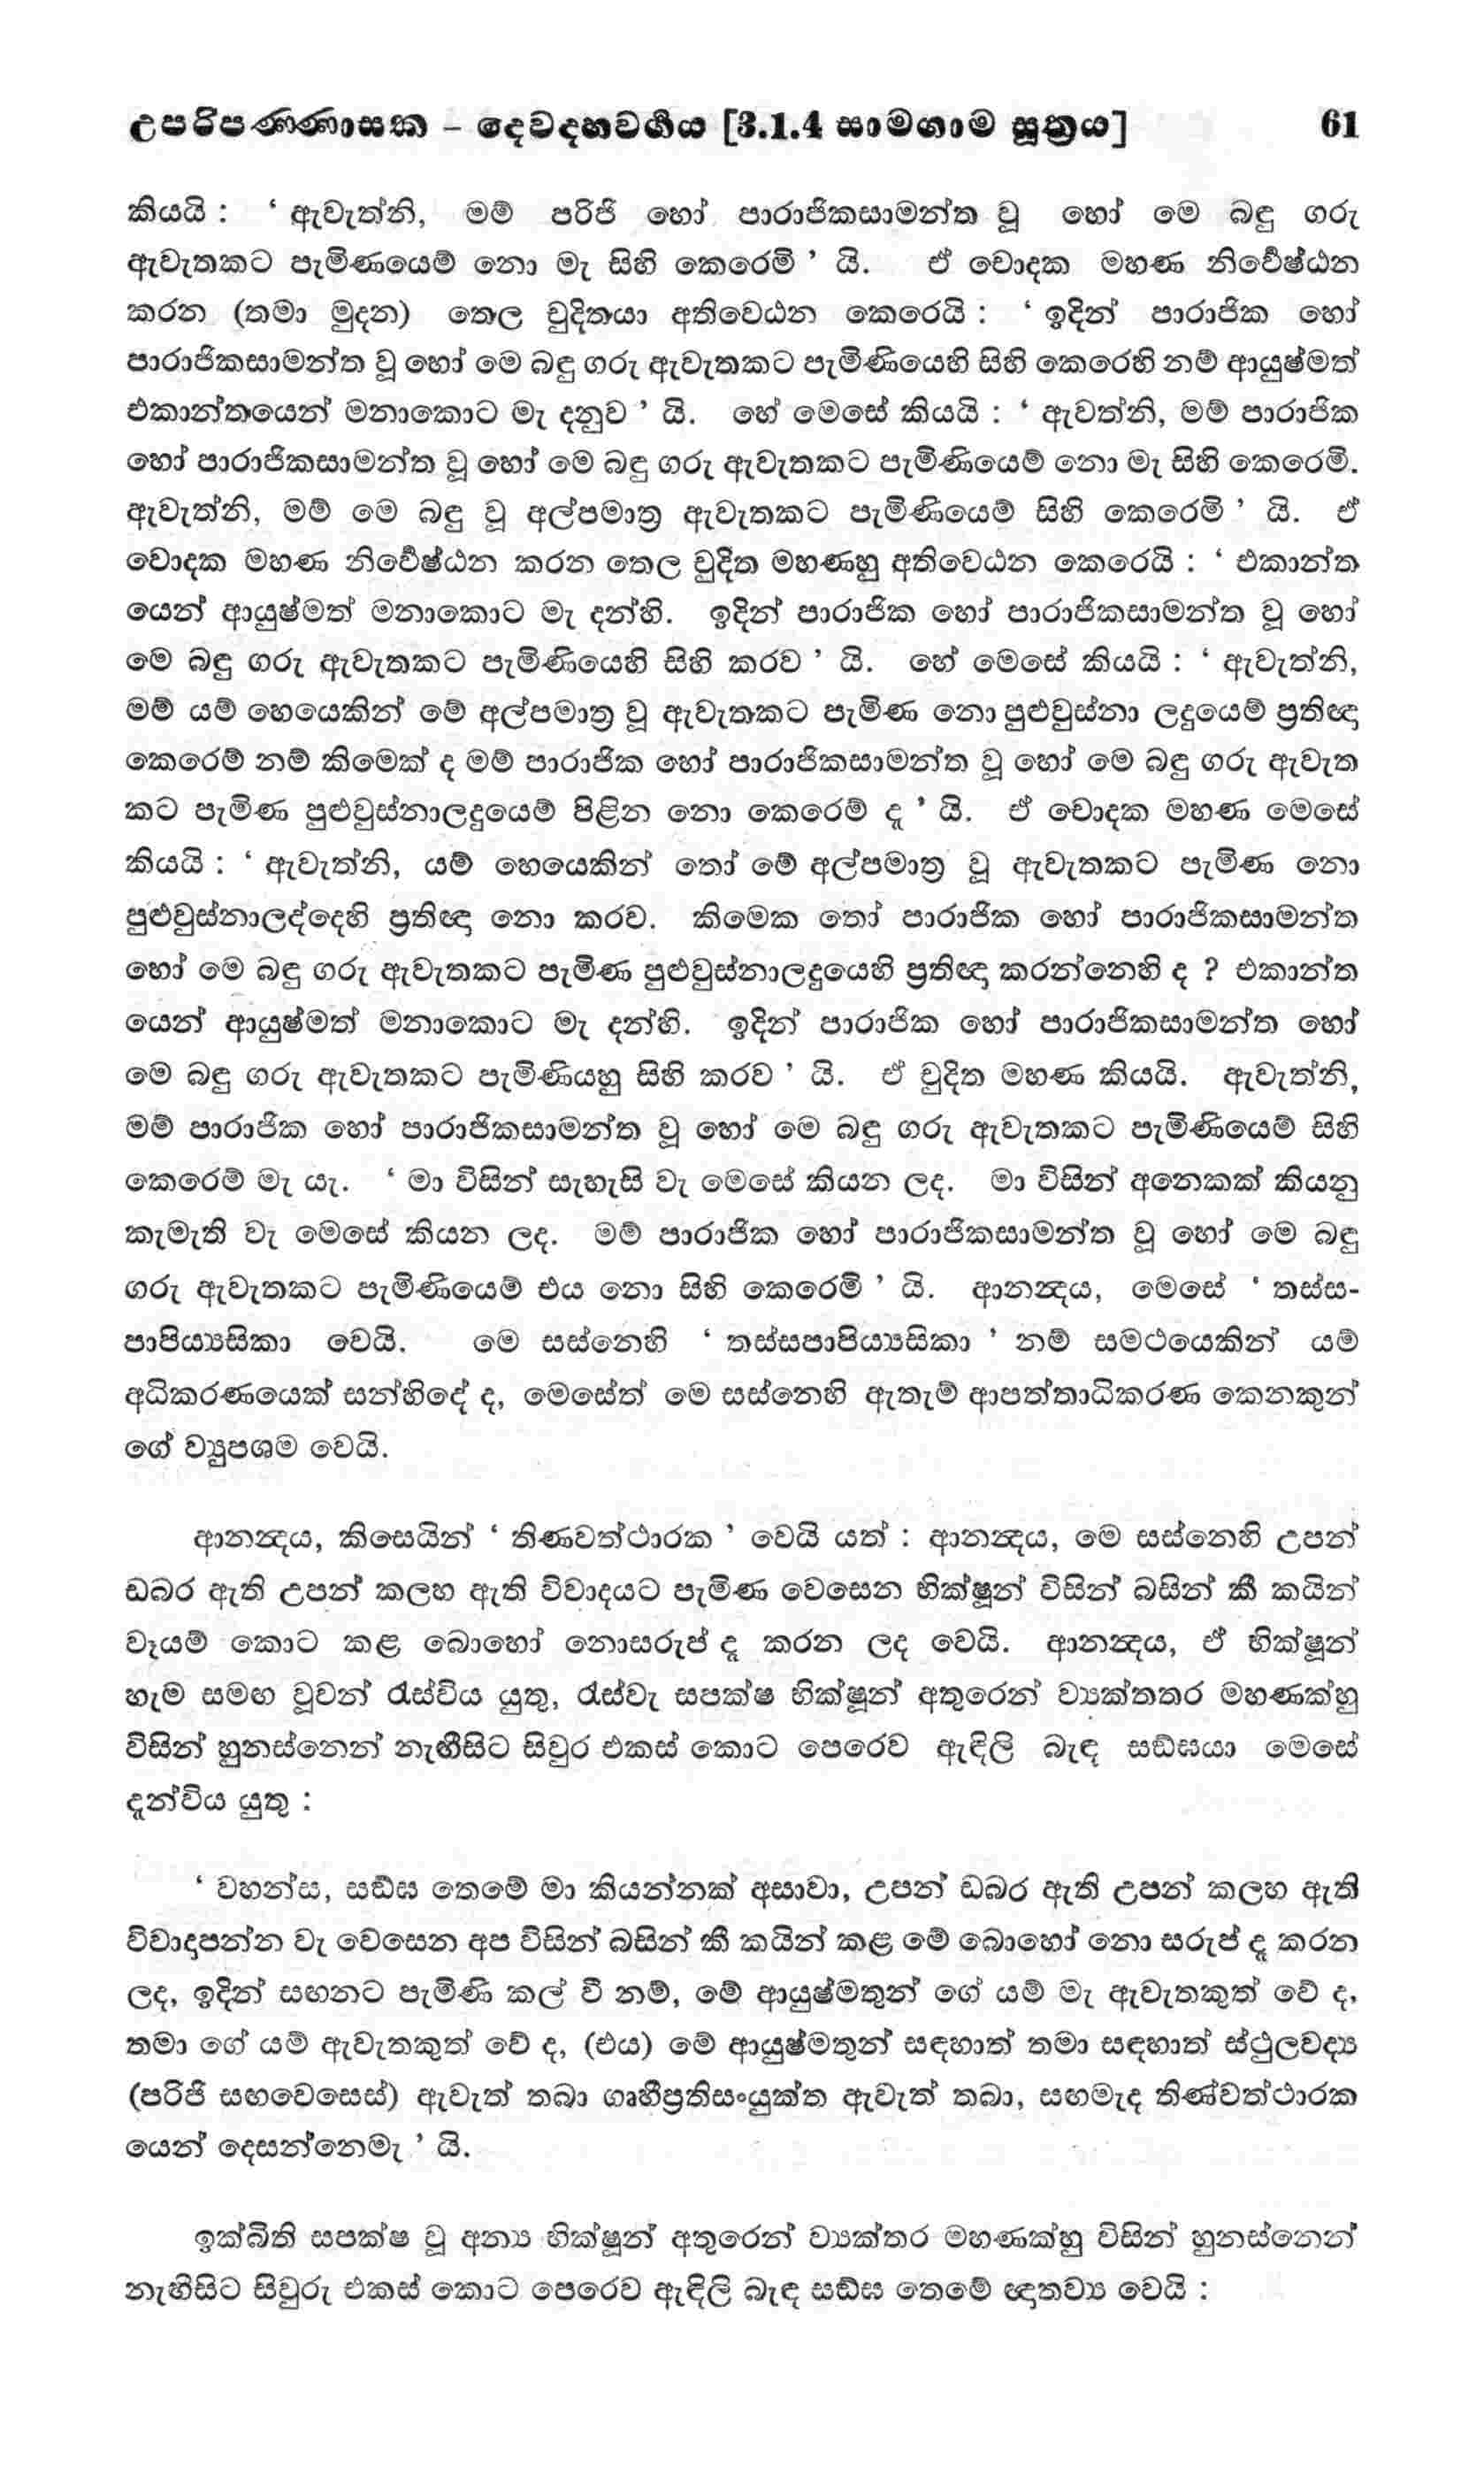 උපරිපණ්ණාසක – දෙවදහවර්‍ගය [3.1.4 සාමගාම සූත්‍රය] 61
කියයි : ‘ ඇවැත්නි, මම් පරිජි හෝ පාරාජිකසාමන්ත වූ හෝ මෙ බඳු ගරු
ඇවැතකට පැමිණයෙම් නො මැ සිහි කෙරෙමි ’ යි. ඒ චොදක මහණ නිර්‍වෙෂ්ඨන
කරන (තමා මුදන) තෙල චුදිතයා අතිවෙඨන කෙරෙයි : ‘ ඉදින් පාරාජික හෝ
පාරාජිකසාමන්ත වූ හෝ මෙ බඳු ගරු ඇවැතකට පැමිණියෙහි සිහි කෙරෙහි නම් ආයුෂ්මත්
එකාන්තයෙන් මනාකොට මැ දනුව ’ යි. හේ මෙසේ කියයි : ‘ ඇවත්නි, මම් පාරාජික
හෝ පාරාජිකසාමන්ත වූ හෝ මෙ බඳු ගරු ඇවැතකට පැමිණියෙම් නො මැ සිහි කෙරෙමි.
ඇවැත්නි, මම් මෙ බඳු වූ අල්පමාත්‍ර ඇවැතකට පැමිණියෙම් සිහි කෙරෙමි ’ යි. ඒ
චොදක මහණ නිර්‍වෙෂ්ඨන කරන තෙල චුදිත මහණහු අතිවෙඨන කෙරෙයි : ‘ එකාන්ත
යෙන් ආයුෂ්මත් මනාකොට මැ දන්හි. ඉදින් පාරාජික හෝ පාරාජිකසාමන්ත වූ හෝ
මෙ බඳු ගරු ඇවැතකට පැමිණියෙහි සිහි කරව ’ යි. හේ මෙසේ කියයි : ‘ ඇවැත්නි,
මම් යම් හෙයෙකින් මේ අල්පමාත්‍ර වූ ඇවැතකට පැමිණ නො පුළුවුස්නා ලදුයෙම් ප්‍රතිඥා
කෙරෙම් නම් කිමෙක් ද මම් පාරාජික හෝ පාරාජිකසාමන්ත වූ හෝ මෙ බඳු ගරු ඇවැත
කට පැමිණ පුළුවුස්නාලදුයෙම් පිළින නො කෙරෙම් දැ ’ යි. ඒ චොදක මහණ මෙසේ
කියයි : ‘ ඇවැත්නි, යම් හෙයෙකින් තෝ මේ අල්පමාත්‍ර වූ ඇවැතකට පැමිණ නො
පුළුවුස්නාලද්දෙහි ප්‍රතිඥා නො කරව. කිමෙක තෝ පාරාජික හෝ පාරාජිකසාමන්ත
හෝ මෙ බඳු ගරු ඇවැතකට පැමිණ පුළුවුස්නාලදුයෙහි ප්‍රතිඥා කරන්නෙහි ද ? එකාන්ත
යෙන් ආයුෂ්මත් මනාකොට මැ දන්හි. ඉදින් පාරාජික හෝ පාරාජිකසාමන්ත හෝ
මෙ බඳු ගරු ඇවැතකට පැමිණියහු සිහි කරව ’ යි. ඒ චුදිත මහණ කියයි. ඇවැත්නි,
මම් පාරාජික හෝ පාරාජිකසාමන්ත වූ හෝ මෙ බඳු ගරු ඇවැතකට පැමිණියෙම් සිහි
කෙරෙම් මැ යැ. ‘ මා විසින් සැහැසි වැ මෙසේ කියන ලද. මා විසින් අනෙකක් කියනු
කැමැති වැ මෙසේ කියන ලද. මම් පාරාජික හෝ පාරාජිකසාමන්ත වූ හෝ මෙ බඳු
ගරු ඇවැතකට පැමිණියෙම් එය නො සිහි කෙරෙමි ’ යි. ආනන්‍දය, මෙසේ ‘ තස්ස-
පාපිය්‍යසිකා වෙයි. මෙ සස්නෙහි ‘ තස්සපාපිය්‍යසිකා ’ නම් සමථයෙකින් යම්
අධිකරණයෙක් සන්හිදේ ද, මෙසේත් මෙ සස්නෙහි ඇතැම් ආපත්තාධිකරණ කෙනකුන්
ගේ ව්‍යුපශම වෙයි.
ආනන්‍දය, කිසෙයින් ‘ තිණවත්ථාරක ’ වෙයි යත් : ආනන්‍දය, මෙ සස්නෙහි උපන්
ඩබර ඇති උපන් කලහ ඇති විවාදයට පැමිණ වෙසෙන භික්ෂූන් විසින් බසින් කී කයින්
වෑයම් කොට කළ බොහෝ නොසරුප් දෑ කරන ලද වෙයි. ආනන්‍දය, ඒ භික්ෂූන්
හැම සමඟ වූවන් රැස්විය යුතු, රැස්වැ සපක්ෂ භික්ෂූන් අතුරෙන් ව්‍යක්තතර මහණක්හු
විසින් හුනස්නෙන් නැඟීසිට සිවුර එකස් කොට පෙරෙව ඇඳිලි බැඳ සඞ්ඝයා මෙසේ
දැන්විය යුතු :
‘ වහන්ස, සඞ්ඝ තෙමේ මා කියන්නක් අසාවා, උපන් ඩබර ඇති උපන් කලහ ඇති
විවාදාපන්න වැ වෙසෙන අප විසින් බසින් කී කයින් කළ මේ බොහෝ නො සරුප් දෑ කරන
ලද, ඉදින් සඟනට පැමිණි කල් වී නම්, මේ ආයුෂ්මතුන් ගේ යම් මැ ඇවැතකුත් වේ ද,
තමා ගේ යම් ඇවැතකුත් වේ ද, (එය) මේ ආයුෂ්මතුන් සඳහාත් තමා සඳහාත් ස්ථුලවද්‍ය
(පරිජි සඟවෙසෙස්) ඇවැත් තබා ගෘහීප්‍රතිසංයුක්ත ඇවැත් තබා, සඟමැද තිණ්වත්ථාරක
යෙන් දෙසන්නෙමැ ’ යි.
ඉක්බිති සපක්ෂ වූ අන්‍ය භික්ෂූන් අතුරෙන් ව්‍යක්තර මහණක්හු විසින් හුනස්නෙන්
නැඟිසිට සිවුරු එකස් කොට පෙරෙව ඇඳිලි බැඳ සඞ්ඝ තෙමේ ඥාතව්‍ය වෙයි :